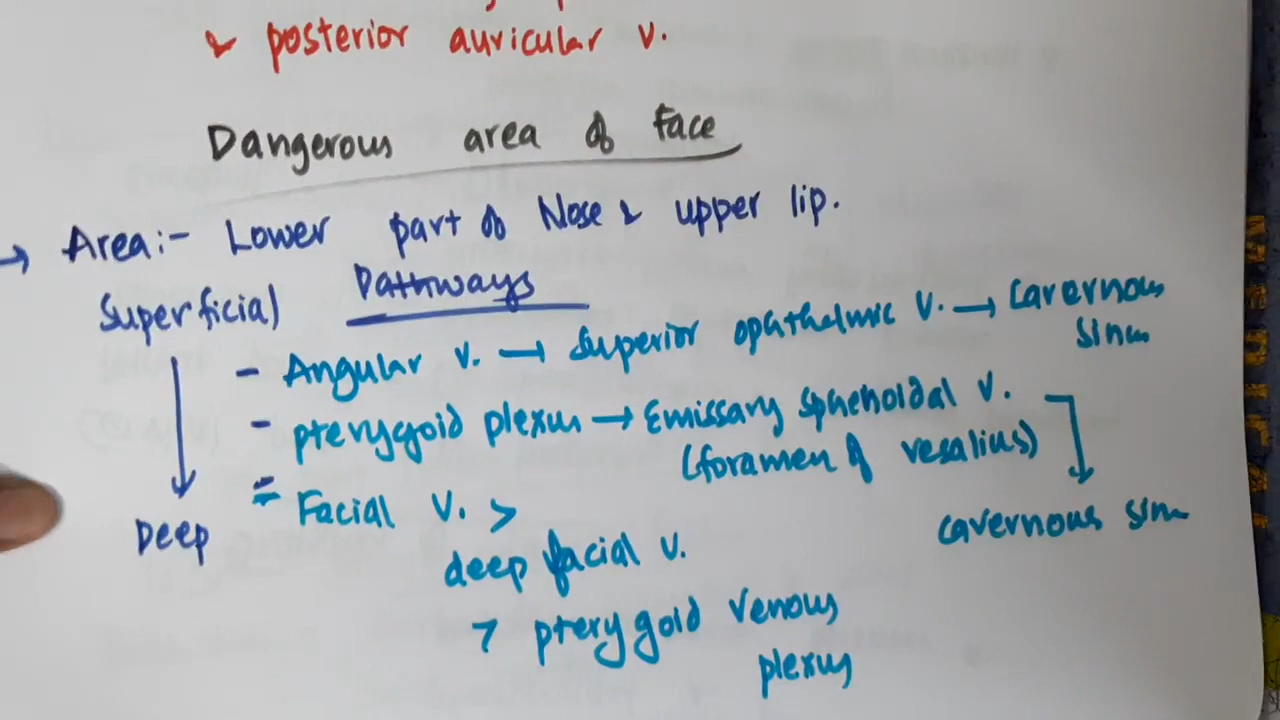 & posterior auricular v.
Dangerous area of Face
→ Area:- Lower part of Nose & upper lip.
Superficial Pathways
- Angular v. → Superior opathelmic v. → Cavernous sinus
- pterygoid plexus → Emissary sphenoidal v.
(foramen of vesalius)
= Facial v. >
Deep
cavernous sinus
deep facial v.
> pterygoid venous
plexus